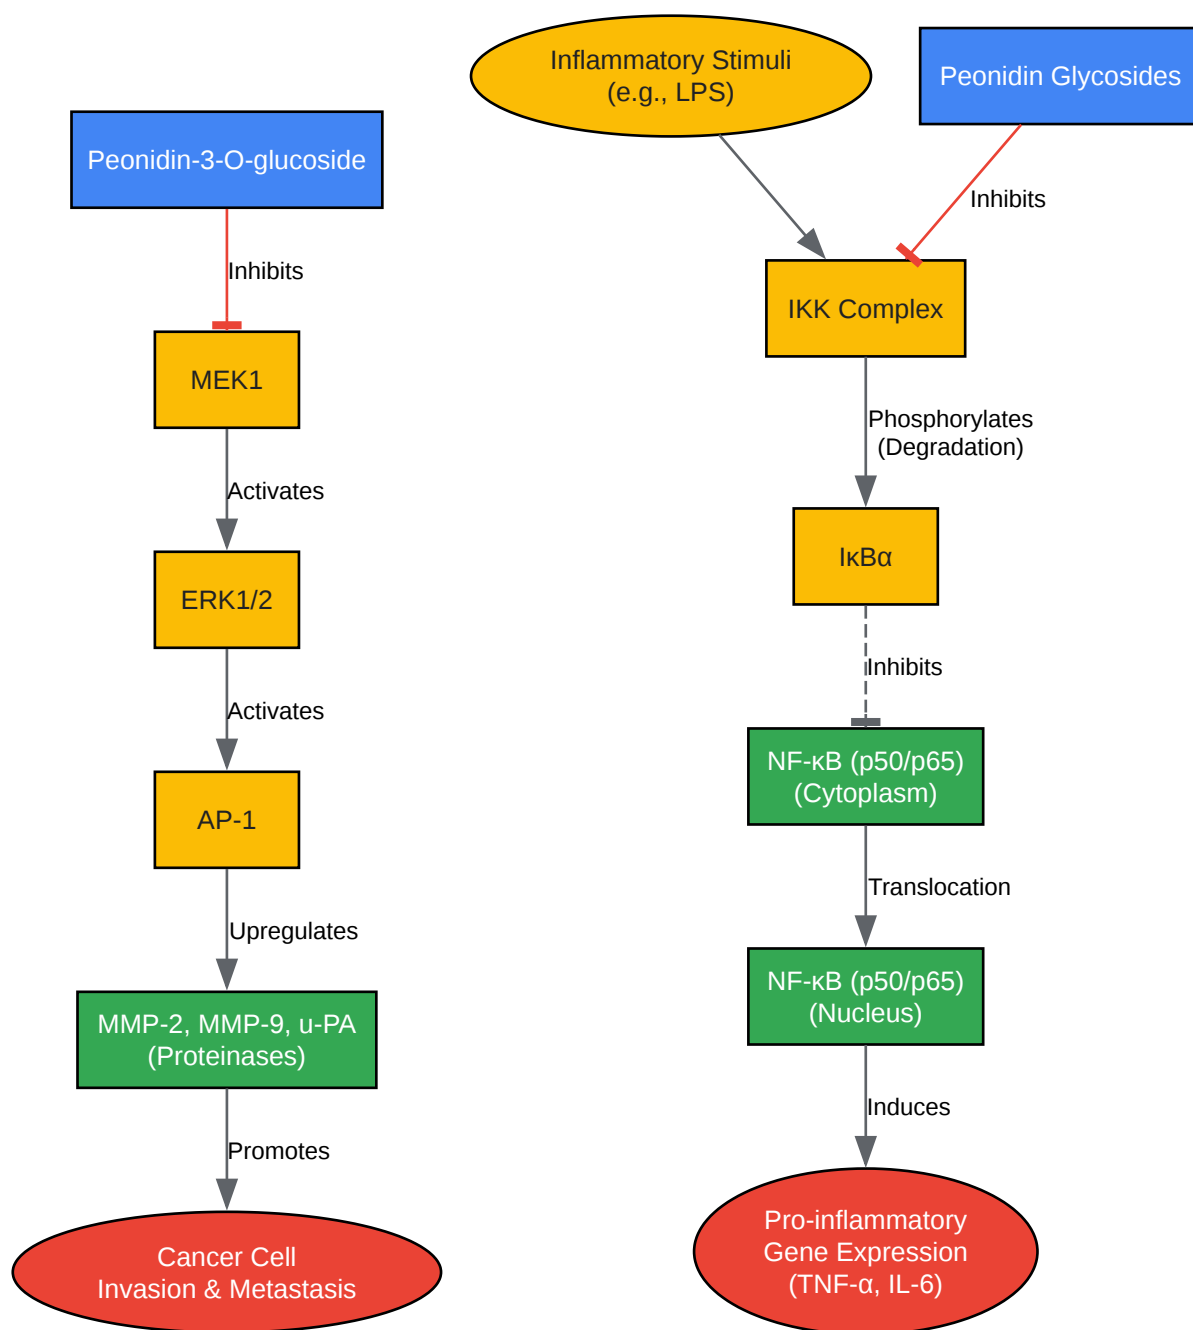 Peonidin-3-O-glucoside
Inhibits
MEK1
Activates
ERK1/2
Activates
AP-1
Upregulates
MMP-2, MMP-9, u-PA
(Proteinases)
Promotes
Cancer Cell
Invasion & Metastasis
Inflammatory Stimuli
(e.g., LPS)
Peonidin Glycosides
Inhibits
IKK Complex
Phosphorylates
(Degradation)
IκBα
Inhibits
NF-κB (p50/p65)
(Cytoplasm)
Translocation
NF-κB (p50/p65)
(Nucleus)
Induces
Pro-inflammatory
Gene Expression
(TNF-α, IL-6)